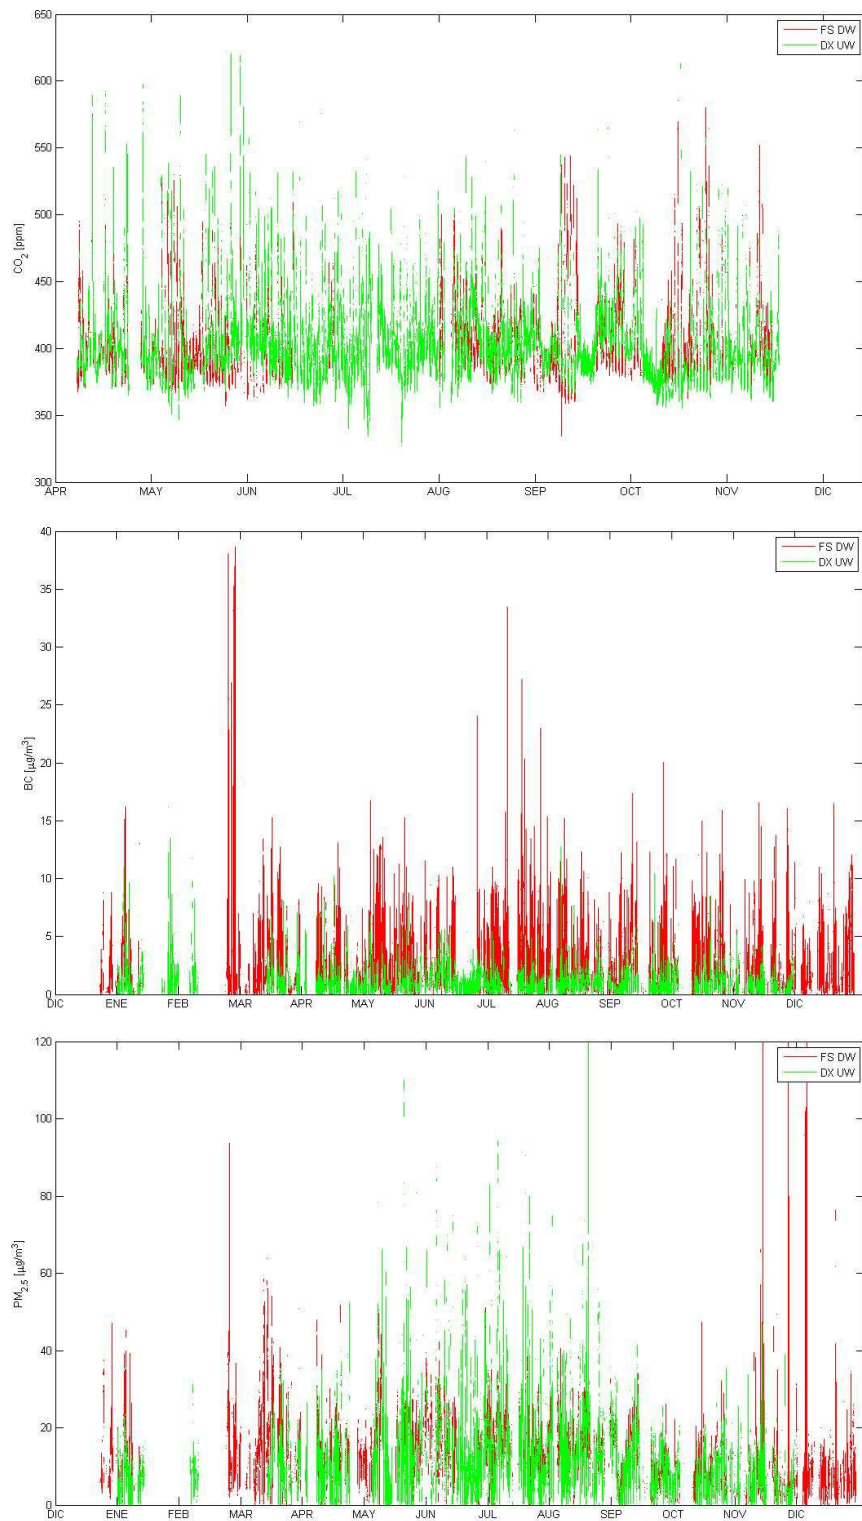 650
600
550
500
450
400
350
300
CO2 [ppm]
FS DW
DX UW
APR MAY JUN JUL AUG SEP OCT NOV DIC
40
35
30
25
20
15
10
5
0
BC [µg/m³]
FS DW
DX UW
DIC ENE FEB MAR APR MAY JUN JUL AUG SEP OCT NOV DIC
120
100
80
60
40
20
0
PM2.5 [µg/m³]
FS DW
DX UW
DIC ENE FEB MAR APR MAY JUN JUL AUG SEP OCT NOV DIC